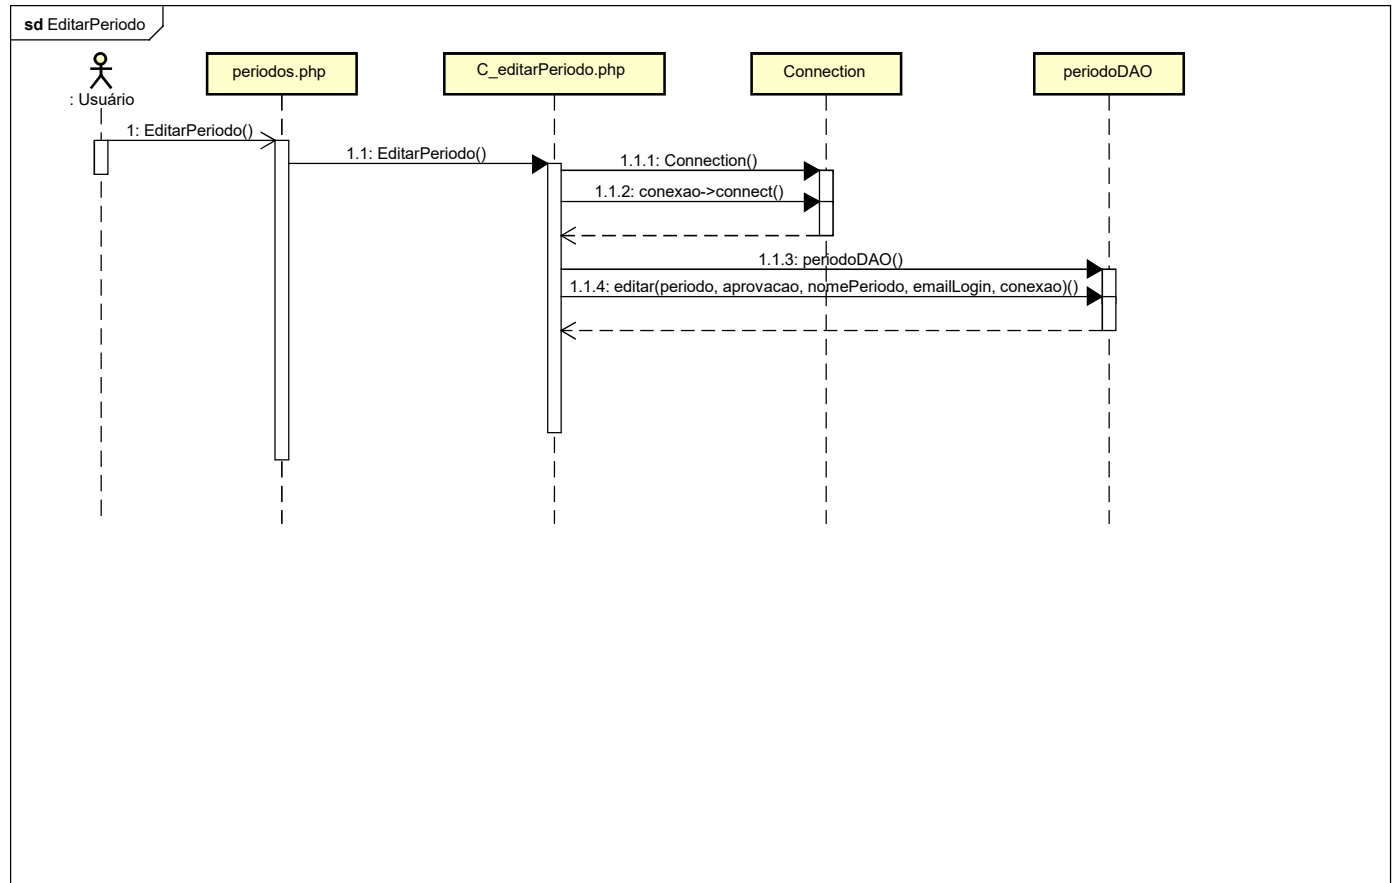 sd EditarPeriodo
: Usuário
periodos.php
C_editarPeriodo.php
Connection
periodoDAO
1: EditarPeriodo()
1.1: EditarPeriodo()
1.1.1: Connection()
1.1.2: conexao->connect()
1.1.3: periodoDAO()
1.1.4: editar(periodo, aprovacao, nomePeriodo, emailLogin, conexao)()